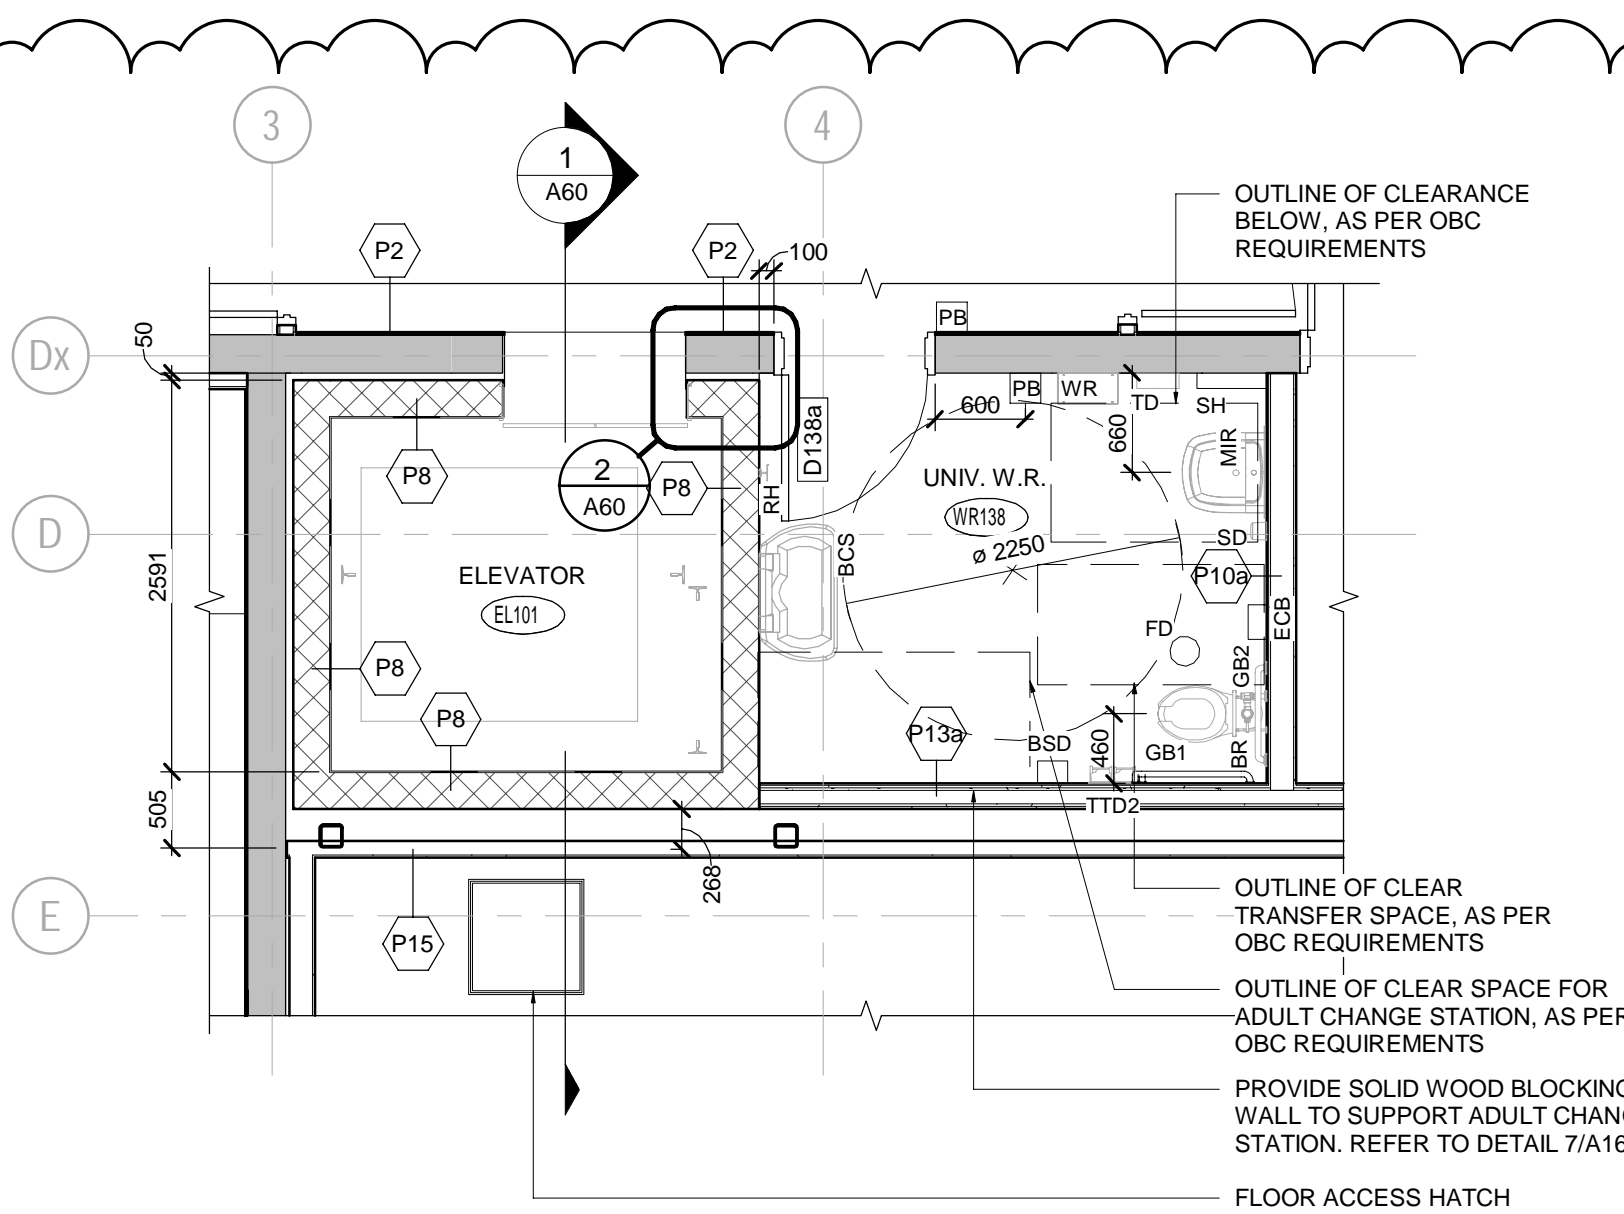 3
4
1
A60
OUTLINE OF CLEARANCE
BELOW, AS PER OBC
REQUIREMENTS
P2
P2
100
PB
Dx
50
PB
WR
TD
SH
600
660
MIR
D138a
P8
2
A60
P8
RH
UNIV. W.R.
WR138
D
SD
ø 2250
BCS
P10a
2591
ELEVATOR
EL101
ECB
FD
GB2
P8
P8
P13a
BSD
460
GB1
BR
TTD2
505
268
OUTLINE OF CLEAR
TRANSFER SPACE, AS PER
OBC REQUIREMENTS
E
P15
OUTLINE OF CLEAR SPACE FOR
ADULT CHANGE STATION, AS PER
OBC REQUIREMENTS
PROVIDE SOLID WOOD BLOCKING
WALL TO SUPPORT ADULT CHAN
STATION. REFER TO DETAIL 7/A16
FLOOR ACCESS HATCH